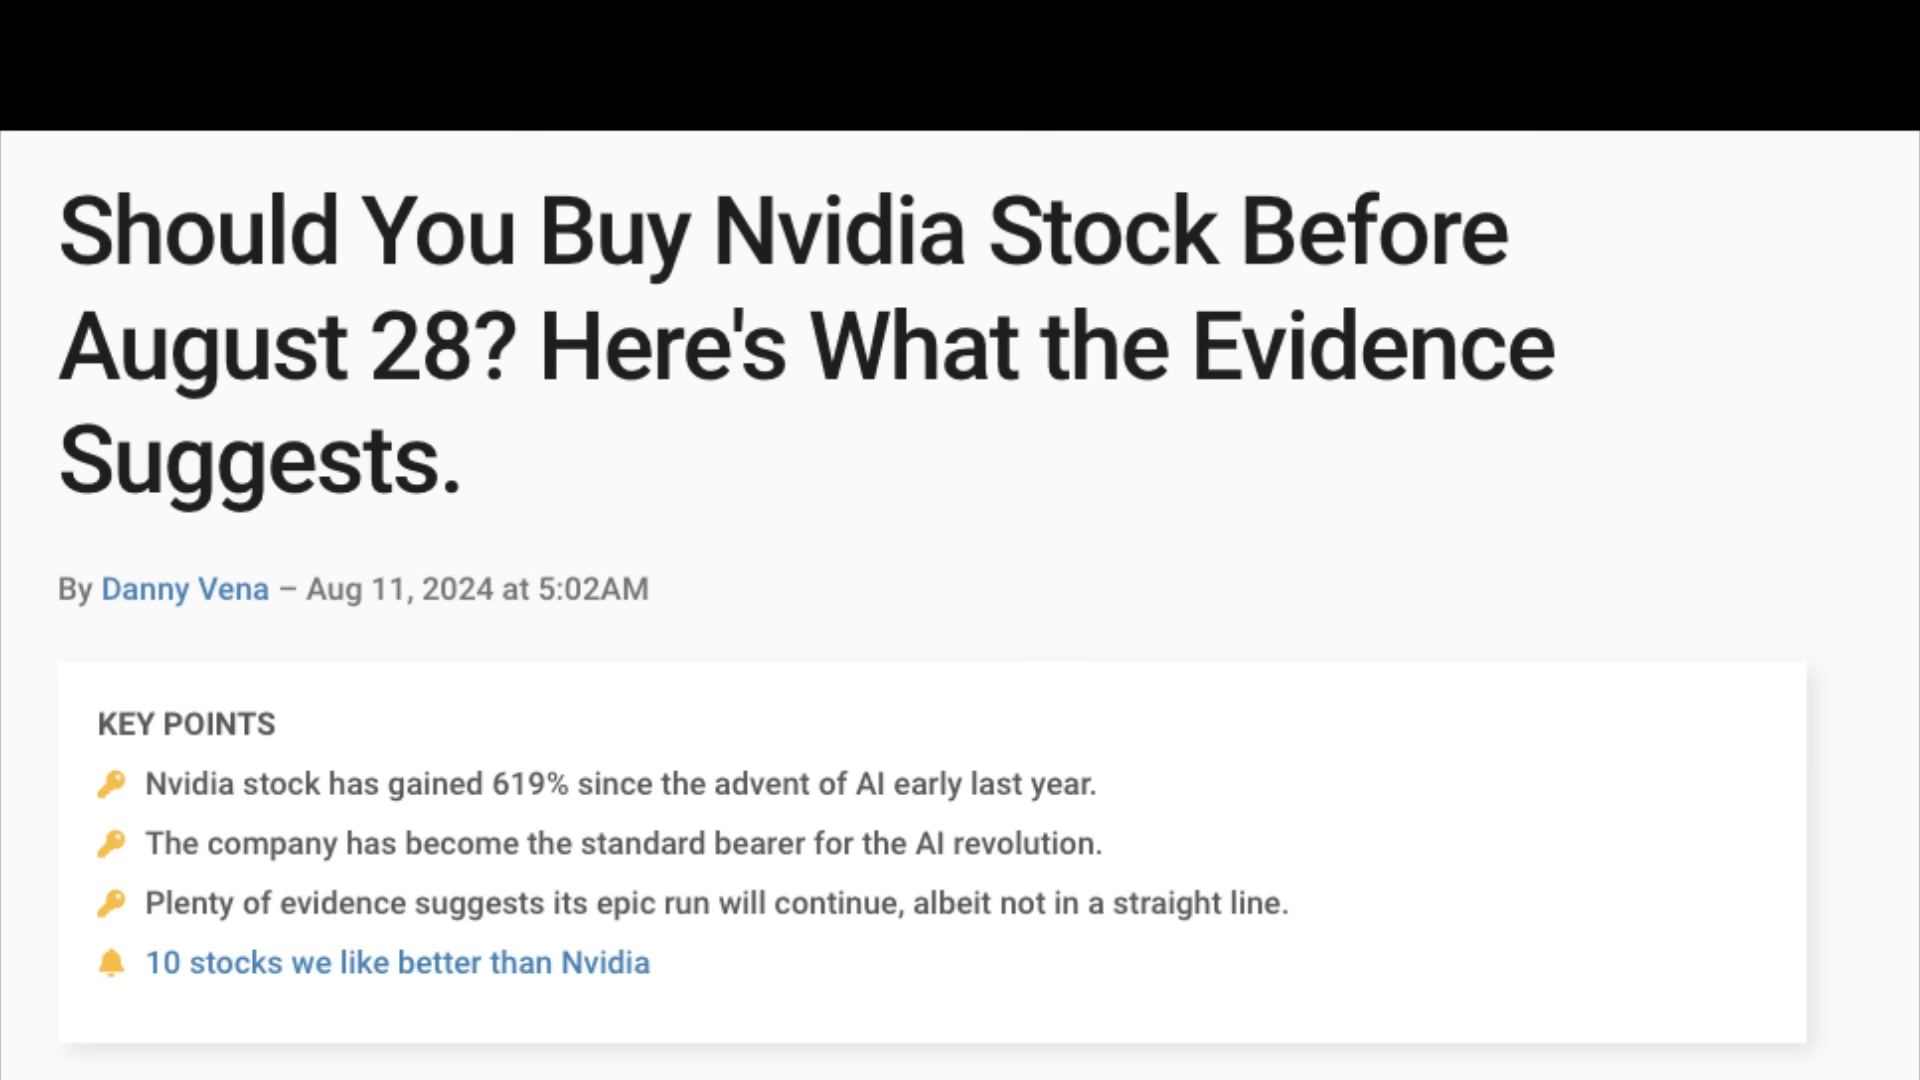 Should You Buy Nvidia Stock Before
August 28? Here's What the Evidence
Suggests.
By Danny Vena – Aug 11, 2024 at 5:02AM
KEY POINTS
Nvidia stock has gained 619% since the advent of AI early last year.
The company has become the standard bearer for the AI revolution.
Plenty of evidence suggests its epic run will continue, albeit not in a straight line.
10 stocks we like better than Nvidia